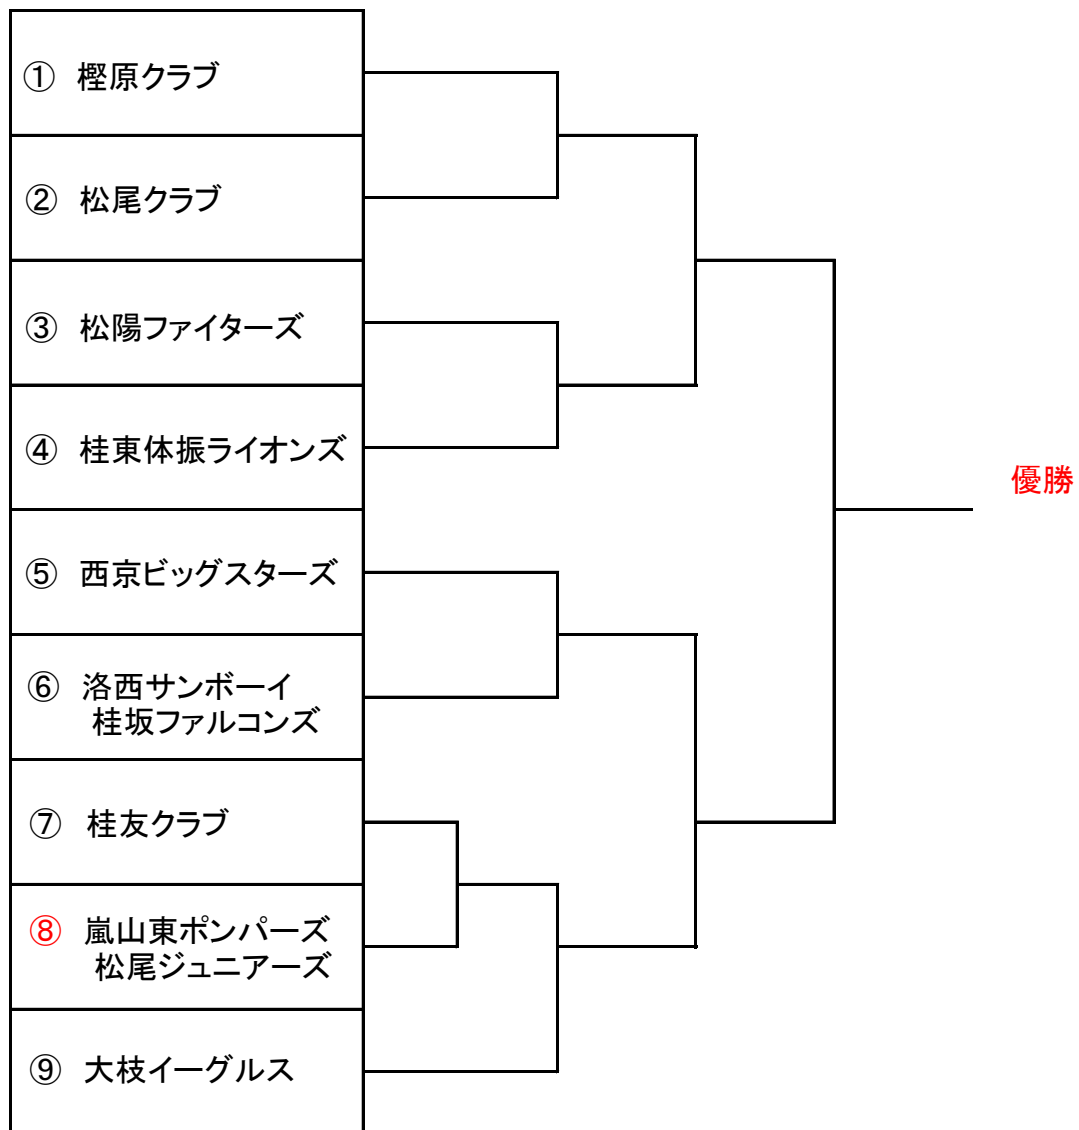 ① 樫原クラブ
② 松尾クラブ
③ 松陽ファイターズ
④ 桂東体振ライオンズ
優勝
⑤ 西京ビッグスターズ
⑥ 洛西サンボーイ
桂坂ファルコンズ
⑦ 桂友クラブ
⑧ 嵐山東ポンパーズ
松尾ジュニアーズ
⑨ 大枝イーグルス